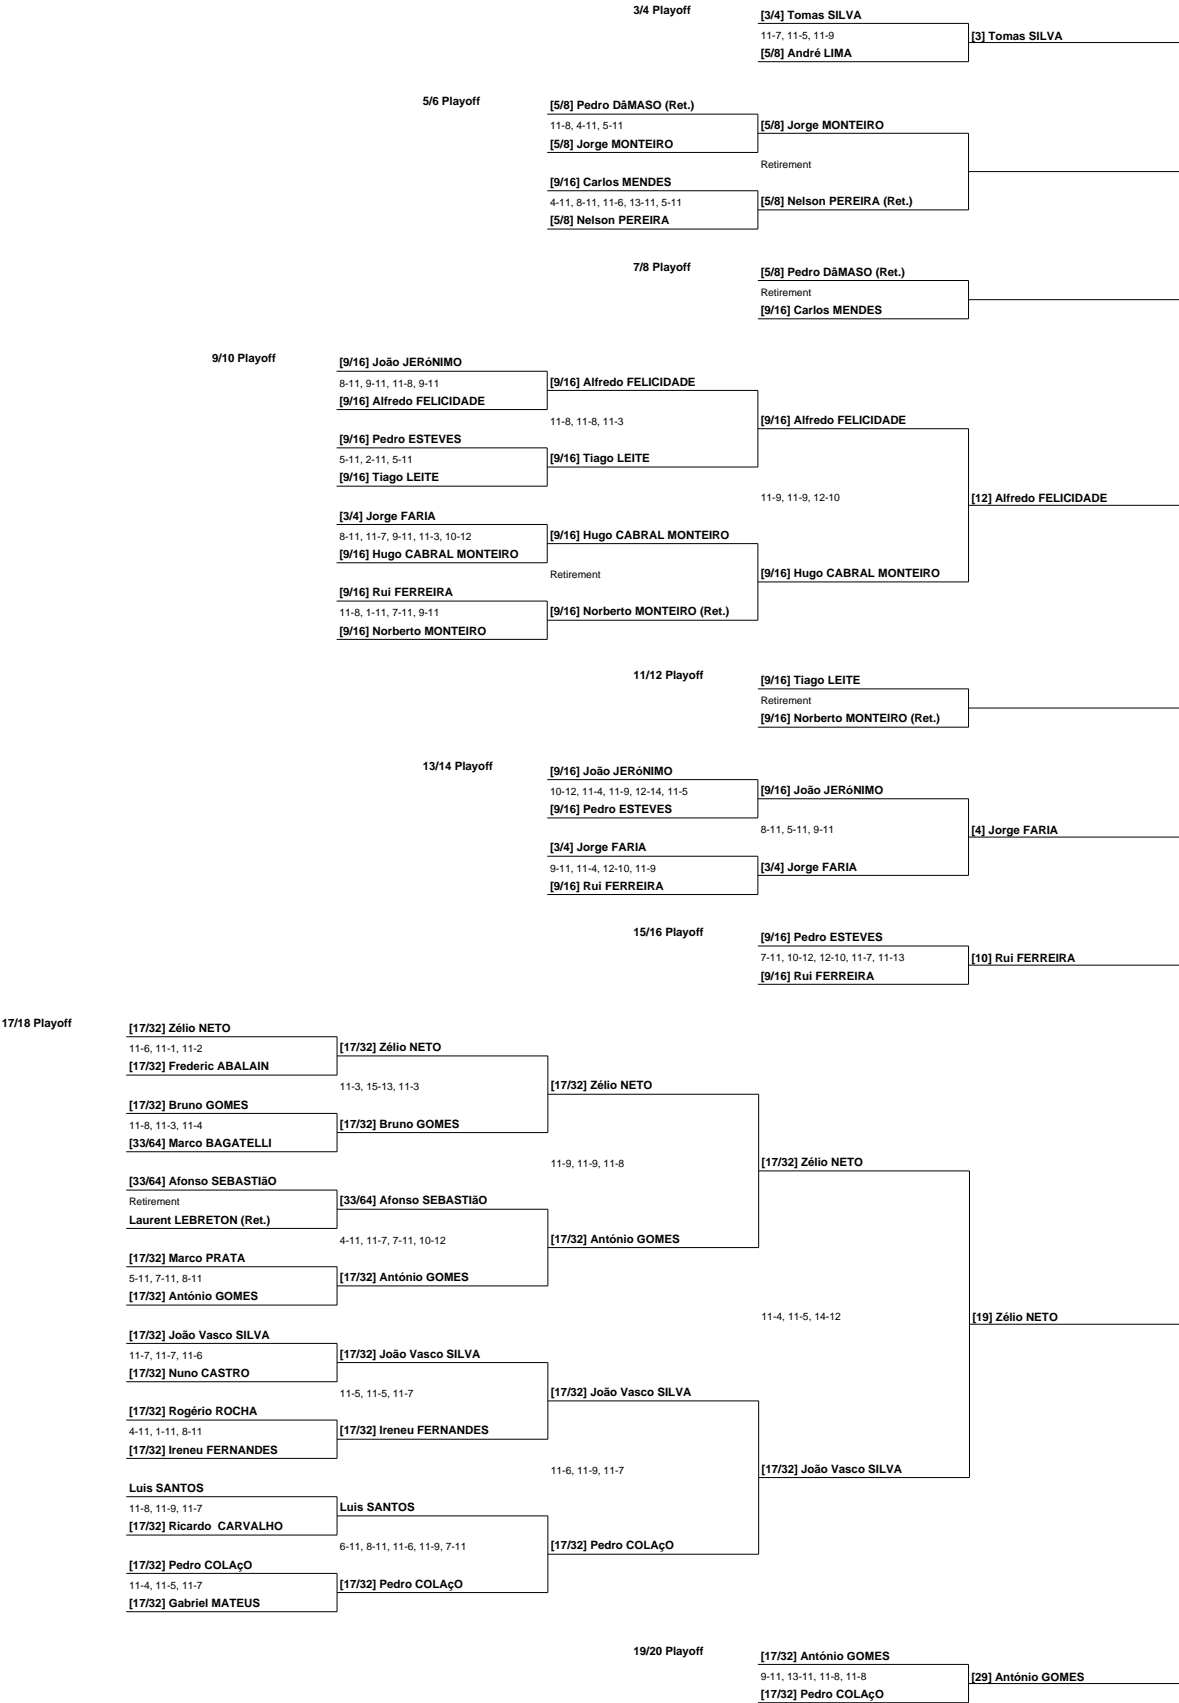 3/4 Playoff
[3/4] Tomas SILVA
11-7, 11-5, 11-9
[3] Tomas SILVA
[5/8] André LIMA
5/6 Playoff
[5/8] Pedro DâMASO (Ret.)
11-8, 4-11, 5-11
[5/8] Jorge MONTEIRO
[5/8] Jorge MONTEIRO
Retirement
[9/16] Carlos MENDES
4-11, 8-11, 11-6, 13-11, 5-11
[5/8] Nelson PEREIRA (Ret.)
[5/8] Nelson PEREIRA
7/8 Playoff
[5/8] Pedro DâMASO (Ret.)
Retirement
[9/16] Carlos MENDES
9/10 Playoff
[9/16] João JERóNIMO
8-11, 9-11, 11-8, 9-11
[9/16] Alfredo FELICIDADE
[9/16] Alfredo FELICIDADE
11-8, 11-8, 11-3
[9/16] Alfredo FELICIDADE
[9/16] Pedro ESTEVES
5-11, 2-11, 5-11
[9/16] Tiago LEITE
[9/16] Tiago LEITE
11-9, 11-9, 12-10
[12] Alfredo FELICIDADE
[3/4] Jorge FARIA
8-11, 11-7, 9-11, 11-3, 10-12
[9/16] Hugo CABRAL MONTEIRO
[9/16] Hugo CABRAL MONTEIRO
Retirement
[9/16] Hugo CABRAL MONTEIRO
[9/16] Rui FERREIRA
11-8, 1-11, 7-11, 9-11
[9/16] Norberto MONTEIRO (Ret.)
[9/16] Norberto MONTEIRO
11/12 Playoff
[9/16] Tiago LEITE
Retirement
[9/16] Norberto MONTEIRO (Ret.)
13/14 Playoff
[9/16] João JERóNIMO
10-12, 11-4, 11-9, 12-14, 11-5
[9/16] João JERóNIMO
[9/16] Pedro ESTEVES
8-11, 5-11, 9-11
[4] Jorge FARIA
[3/4] Jorge FARIA
9-11, 11-4, 12-10, 11-9
[3/4] Jorge FARIA
[9/16] Rui FERREIRA
15/16 Playoff
[9/16] Pedro ESTEVES
7-11, 10-12, 12-10, 11-7, 11-13
[10] Rui FERREIRA
[9/16] Rui FERREIRA
17/18 Playoff
[17/32] Zélio NETO
11-6, 11-1, 11-2
[17/32] Zélio NETO
[17/32] Frederic ABALAIN
11-3, 15-13, 11-3
[17/32] Zélio NETO
[17/32] Bruno GOMES
11-8, 11-3, 11-4
[17/32] Bruno GOMES
[33/64] Marco BAGATELLI
11-9, 11-9, 11-8
[17/32] Zélio NETO
[33/64] Afonso SEBASTIãO
Retirement
[33/64] Afonso SEBASTIãO
Laurent LEBRETON (Ret.)
4-11, 11-7, 7-11, 10-12
[17/32] António GOMES
[17/32] Marco PRATA
5-11, 7-11, 8-11
[17/32] António GOMES
[17/32] António GOMES
11-4, 11-5, 14-12
[19] Zélio NETO
[17/32] João Vasco SILVA
11-7, 11-7, 11-6
[17/32] João Vasco SILVA
[17/32] Nuno CASTRO
11-5, 11-5, 11-7
[17/32] João Vasco SILVA
[17/32] Rogério ROCHA
4-11, 1-11, 8-11
[17/32] Ireneu FERNANDES
[17/32] Ireneu FERNANDES
11-6, 11-9, 11-7
[17/32] João Vasco SILVA
Luis SANTOS
11-8, 11-9, 11-7
Luis SANTOS
[17/32] Ricardo  CARVALHO
6-11, 8-11, 11-6, 11-9, 7-11
[17/32] Pedro COLAçO
[17/32] Pedro COLAçO
11-4, 11-5, 11-7
[17/32] Pedro COLAçO
[17/32] Gabriel MATEUS
19/20 Playoff
[17/32] António GOMES
9-11, 13-11, 11-8, 11-8
[29] António GOMES
[17/32] Pedro COLAçO